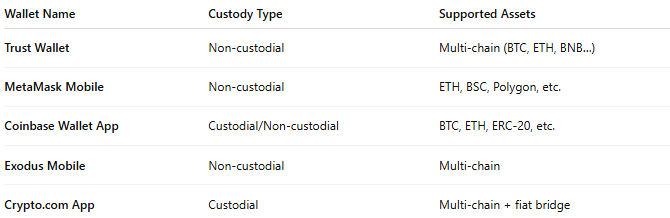 Wallet Name Custody Type Supported Assets
Trust Wallet Non-custodial Multi-chain (BTC, ETH, BNB...)
MetaMask Mobile Non-custodial ETH, BSC, Polygon, etc.
Coinbase Wallet App Custodial/Non-custodial BTC, ETH, ERC-20, etc.
Exodus Mobile Non-custodial Multi-chain
Crypto.com App Custodial Multi-chain + fiat bridge